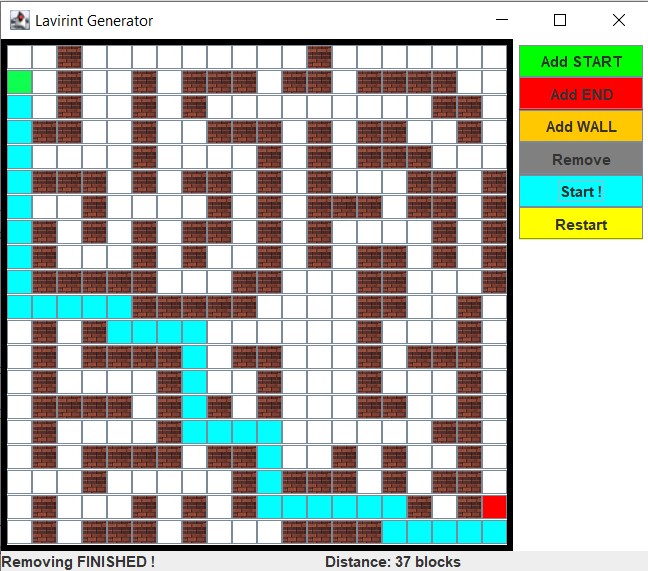 Lavirint Generator
Add START
Add END
Add WALL
Remove
Start !
Restart
Removing FINISHED !
Distance: 37 blocks